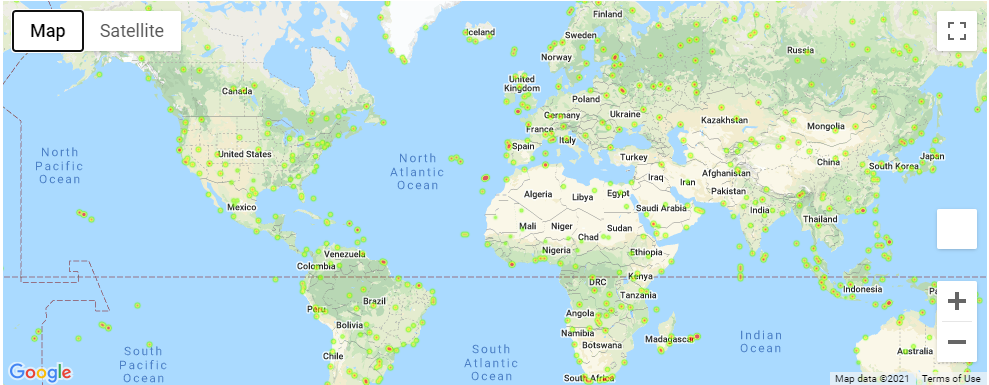 Map
Satellite
Iceland
Finland
Sweden
Norway
Russia
United
Kingdom
Canada
Poland
Germany
Ukraine
Kazakhstan
Mongolia
France
Italy
Spain
North
Pacific
Ocean
United States
North
Atlantic
Ocean
Turkey
China
Japan
South Korea
Afghanistan
Iraq
Iran
Pakistan
Algeria
Libya
Egypt
Saudi Arabia
Mexico
India
Thailand
Mali
Niger
Chad
Sudan
Nigeria
Ethiopia
Venezuela
Colombia
Kenya
DRC
Tanzania
Indonesia
Pa
Peru
Brazil
Angola
Bolivia
Namibia
Botswana
Madagascar
Indian
Ocean
Chile
South
Pacific
Ocean
South
Atlantic
Ocean
Australia
South Africa
Google
Map data ©2021
Terms of Use